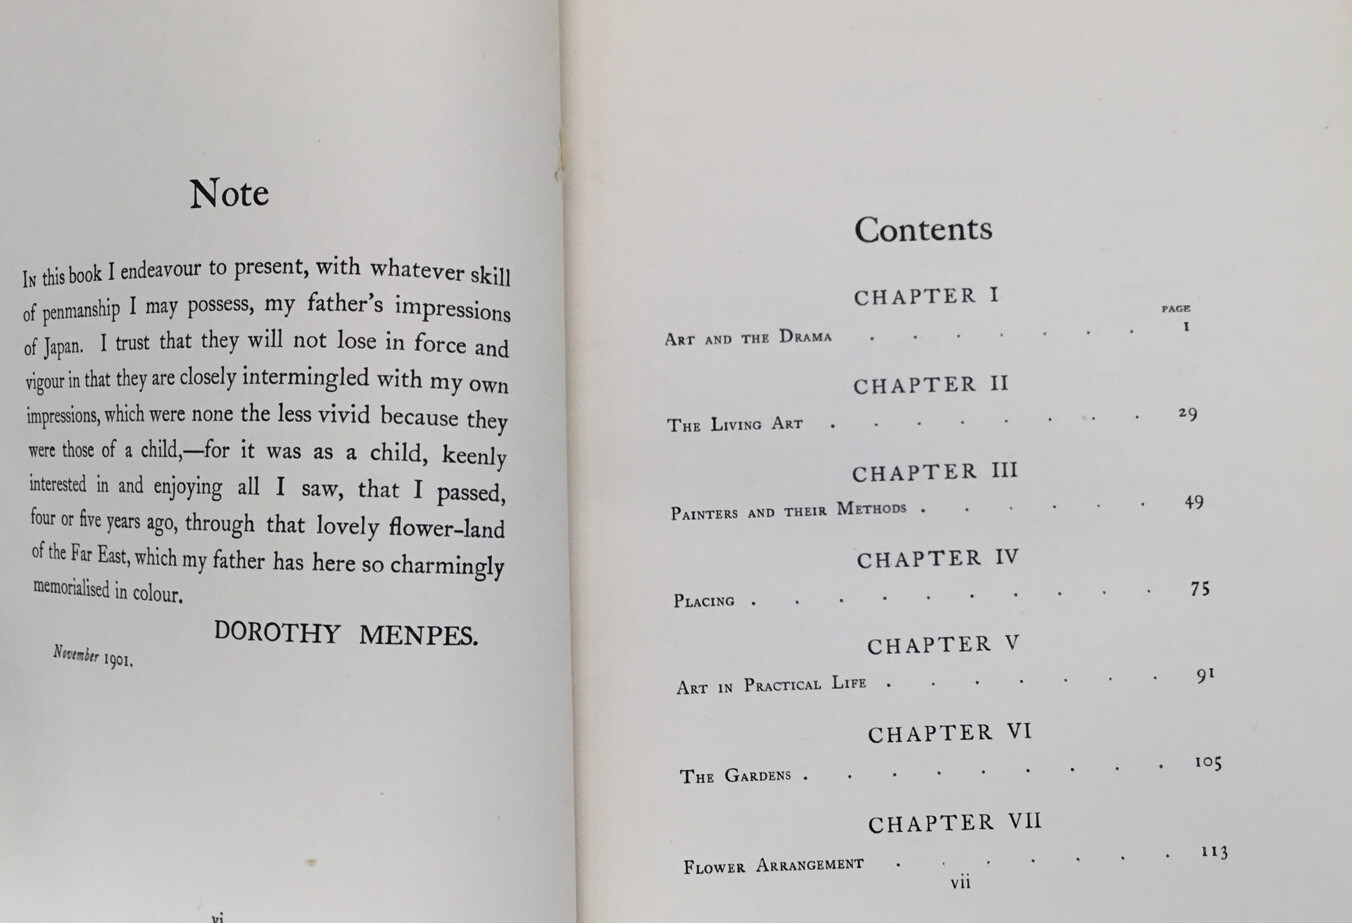 Note
In this book I endeavour to present, with whatever skill
of penmanship I may possess, my father's impressions
of Japan. I trust that they will not lose in force and
vigour in that they are closely intermingled with my own
impressions, which were none the less vivid because they
were those of a child,—for it was as a child, keenly
interested in and enjoying all I saw, that I passed,
four or five years ago, through that lovely flower-land
of the Far East, which my father has here so charmingly
memorialised in colour.
DOROTHY MENPES.
November 1901.
vi
Contents
CHAPTER I
PAGE
Art and the Drama . . . . . . . 1
CHAPTER II
The Living Art . . . . . . . . 29
CHAPTER III
Painters and their Methods . . . . . . 49
CHAPTER IV
Placing . . . . . . . . . . 75
CHAPTER V
Art in Practical Life . . . . . . . 91
CHAPTER VI
The Gardens . . . . . . . . . 105
CHAPTER VII
Flower Arrangement . . . . . . . 113
vii